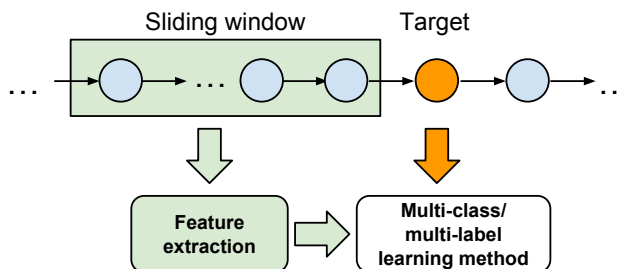 Sliding window
Target
... ... ...
Feature
extraction
Multi-class/
multi-label
learning method